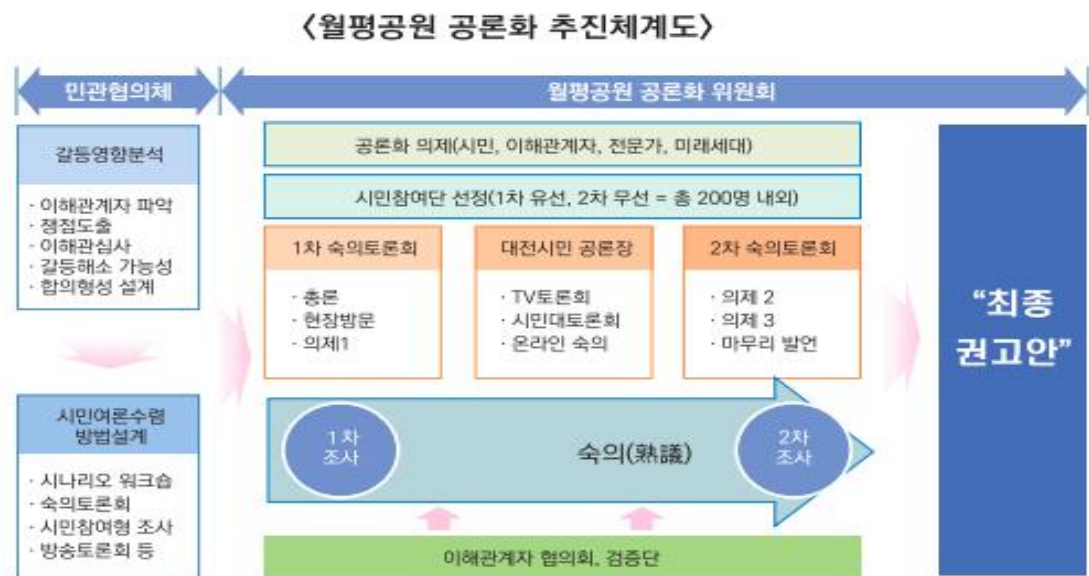 〈월평공원 공론화 추진체계도〉
민관협의체
월평공원 공론화 위원회
갈등영향분석
· 이해관계자 파악
· 쟁점도출
· 이해관심사
· 갈등해소 가능성
· 합의형성 설계
시민여론수렴
방법설계
· 시나리오 워크숍
· 숙의토론회
· 시민참여형 조사
· 방송토론회 등
공론화 의제(시민, 이해관계자, 전문가, 미래세대)
시민참여단 선정(1차 유선, 2차 무선 = 총 200명 내외)
1차 숙의토론회
· 총론
· 현장방문
· 의제1
대전시민 공론장
· TV토론회
· 시민대토론회
· 온라인 숙의
2차 숙의토론회
· 의제 2
· 의제 3
· 마무리 발언
1차
조사
숙의(熟議)
2차
조사
이해관계자 협의회, 검증단
“최종
권고안”